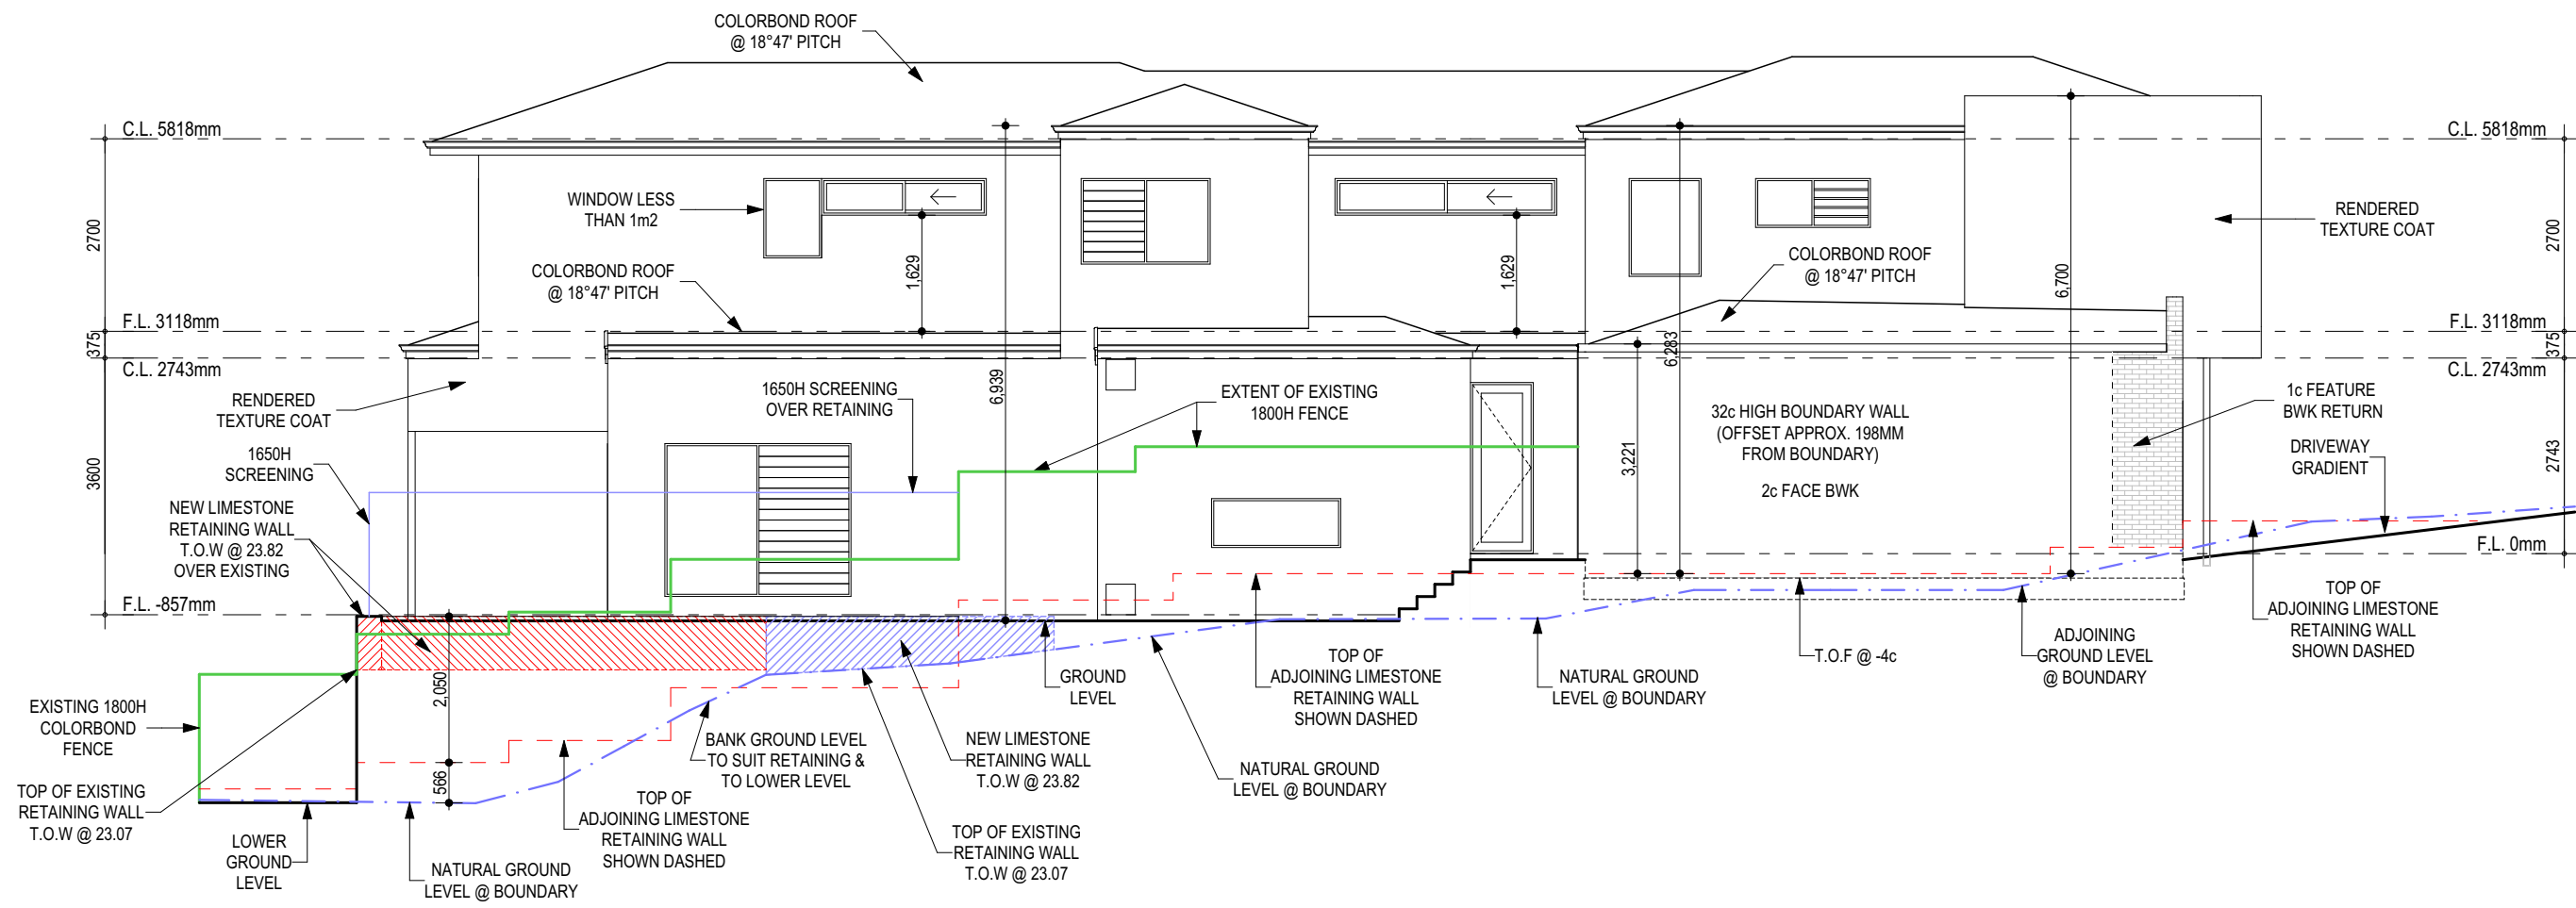 COLORBOND ROOF
@ 18°47' PITCH
C.L. 5818mm
C.L. 5818mm
WINDOW LESS
THAN 1m2
RENDERED
TEXTURE COAT
2700
2700
COLORBOND ROOF
@ 18°47' PITCH
1,629
1,629
COLORBOND ROOF
@ 18°47' PITCH
6,700
F.L. 3118mm
F.L. 3118mm
375
375
C.L. 2743mm
C.L. 2743mm
6,283
6,939
RENDERED
TEXTURE COAT
1650H SCREENING
OVER RETAINING
EXTENT OF EXISTING
1800H FENCE
32c HIGH BOUNDARY WALL
(OFFSET APPROX. 198MM
FROM BOUNDARY)
2c FACE BWK
1c FEATURE
BWK RETURN
DRIVEWAY
GRADIENT
1650H
SCREENING
3600
3,221
2743
NEW LIMESTONE
RETAINING WALL
T.O.W @ 23.82
OVER EXISTING
F.L. 0mm
F.L. -857mm
TOP OF
ADJOINING LIMESTONE
RETAINING WALL
SHOWN DASHED
ADJOINING
GROUND LEVEL
@ BOUNDARY
T.O.F @ -4c
TOP OF
ADJOINING LIMESTONE
RETAINING WALL
SHOWN DASHED
NATURAL GROUND
LEVEL @ BOUNDARY
GROUND
LEVEL
2,050
566
EXISTING 1800H
COLORBOND
FENCE
BANK GROUND LEVEL
TO SUIT RETAINING &
TO LOWER LEVEL
NEW LIMESTONE
RETAINING WALL
T.O.W @ 23.82
NATURAL GROUND
LEVEL @ BOUNDARY
TOP OF EXISTING
RETAINING WALL
T.O.W @ 23.07
TOP OF
ADJOINING LIMESTONE
RETAINING WALL
SHOWN DASHED
TOP OF EXISTING
RETAINING WALL
T.O.W @ 23.07
LOWER
GROUND
LEVEL
NATURAL GROUND
LEVEL @ BOUNDARY